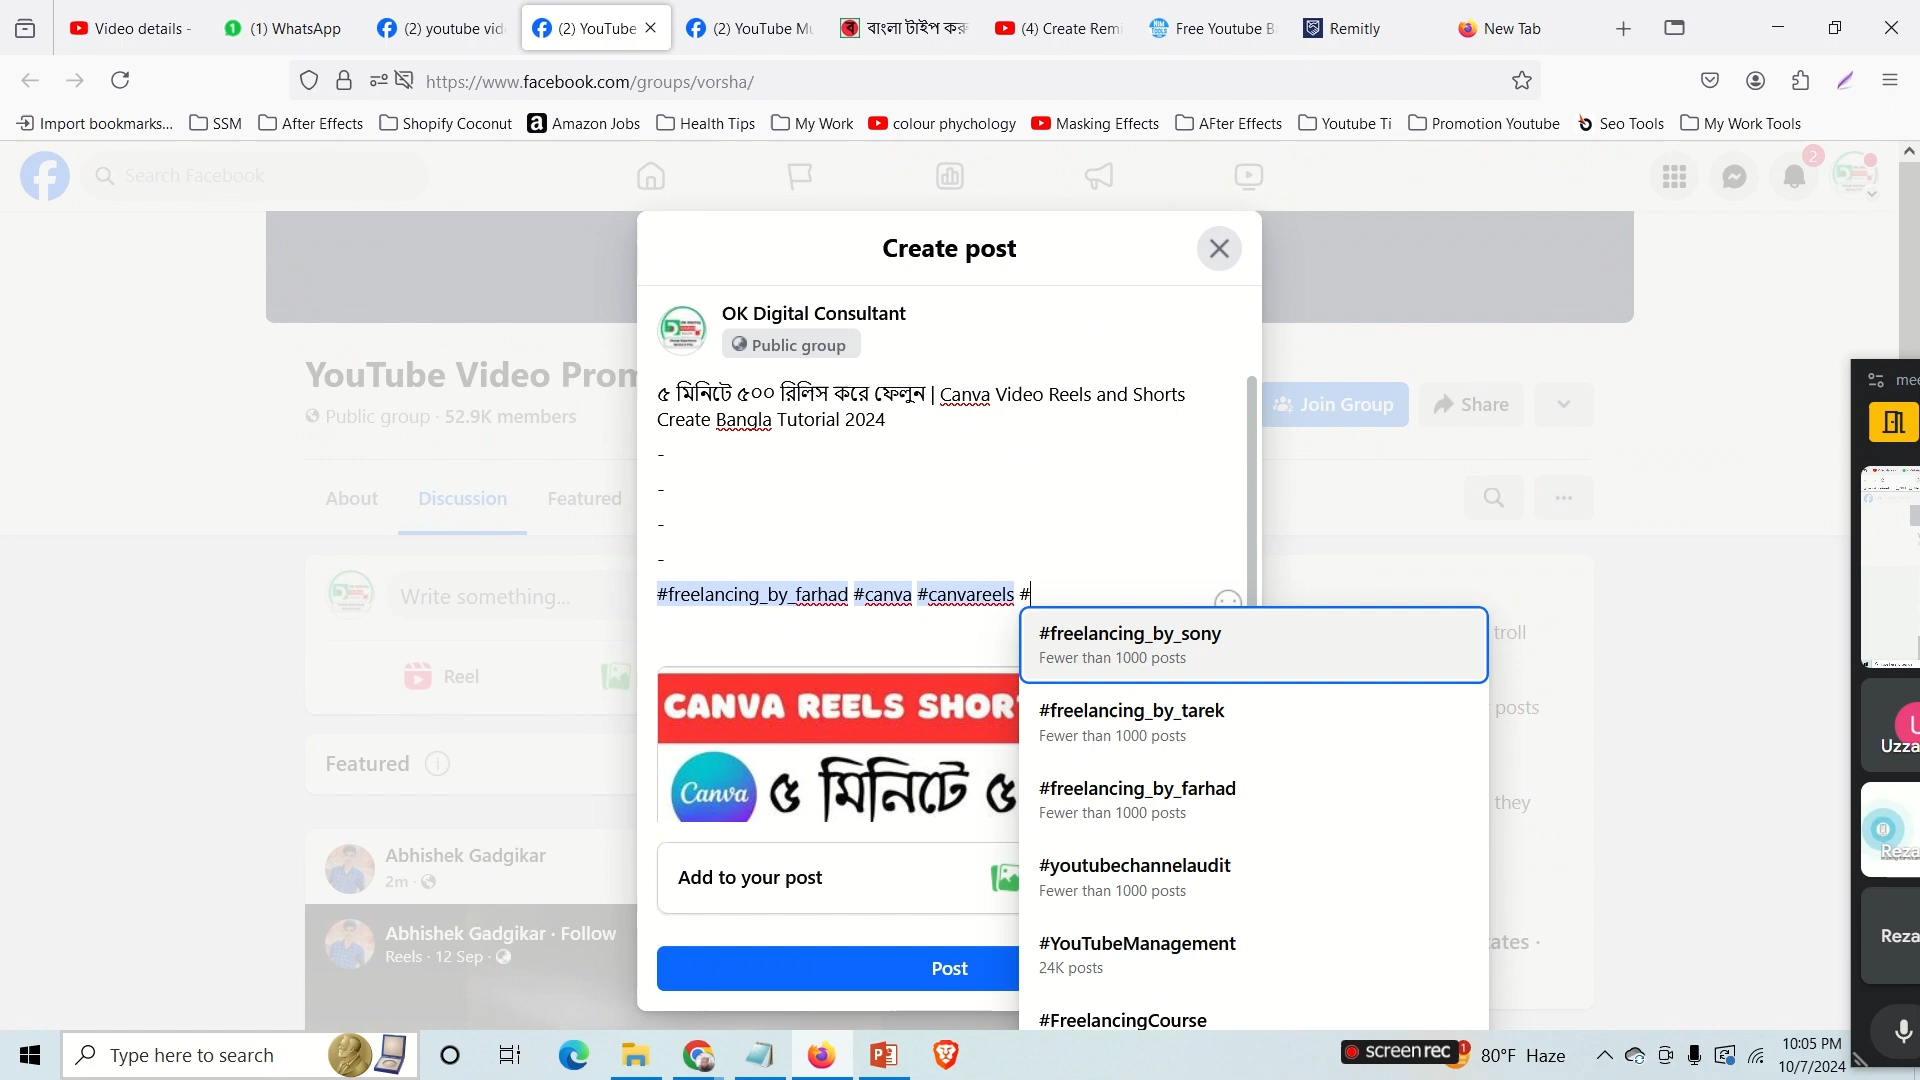 Video details -
(1) WhatsApp
(2) youtube vid
(2) YouTube
(2) YouTube Mu
বাংলা টাইপ করু
(4) Create Remi
Free Youtube B
Remitly
New Tab
https://www.facebook.com/groups/vorsha/
Import bookmarks...
SSM
After Effects
Shopify Coconut
Amazon Jobs
Health Tips
My Work
colour phychology
Masking Effects
AFter Effects
Youtube Ti
Promotion Youtube
Seo Tools
My Work Tools
Search Facebook
2
Create post
OK Digital Consultant
Public group
YouTube Video Prom
Public group · 52.9K members
Join Group
Share
৫ মিনিটে ৫০০ রিলিস করে ফেলুন | Canva Video Reels and Shorts
Create Bangla Tutorial 2024
-
-
-
-
#freelancing_by_farhad #canva #canvareels #
About
Discussion
Featured
Write something...
Reel
Featured
Abhishek Gadgikar
2m ·
Abhishek Gadgikar · Follow
Reels · 12 Sep ·
#freelancing_by_sony
Fewer than 1000 posts
#freelancing_by_tarek
Fewer than 1000 posts
#freelancing_by_farhad
Fewer than 1000 posts
#youtubechannelaudit
Fewer than 1000 posts
#YouTubeManagement
24K posts
#FreelancingCourse
CANVA REELS SHOR
Canva ৫ মিনিটে ৫
Add to your post
Post
troll
posts
they
ates ·
mee
U
Uzza
Reza
Reza
Type here to search
screen rec
1
80°F Haze
10:05 PM
10/7/2024